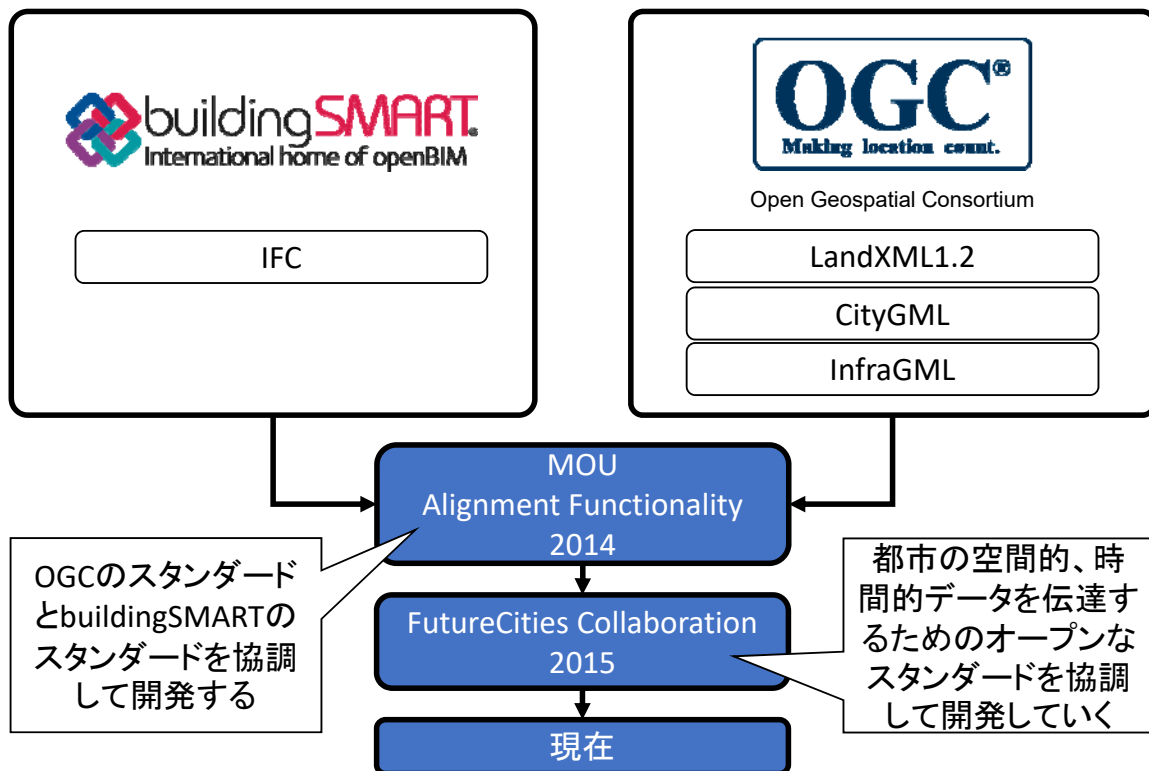 buildingSMART®
International home of openBIM
IFC
OGC®
Making location count.
Open Geospatial Consortium
LandXML1.2
CityGML
InfraGML
MOU
Alignment Functionality
2014
OGCのスタンダード
とbuildingSMARTの
スタンダードを協調
して開発する
FutureCities Collaboration
2015
都市の空間的、時
間的データを伝達す
るためのオープンな
スタンダードを協調
して開発していく
現在